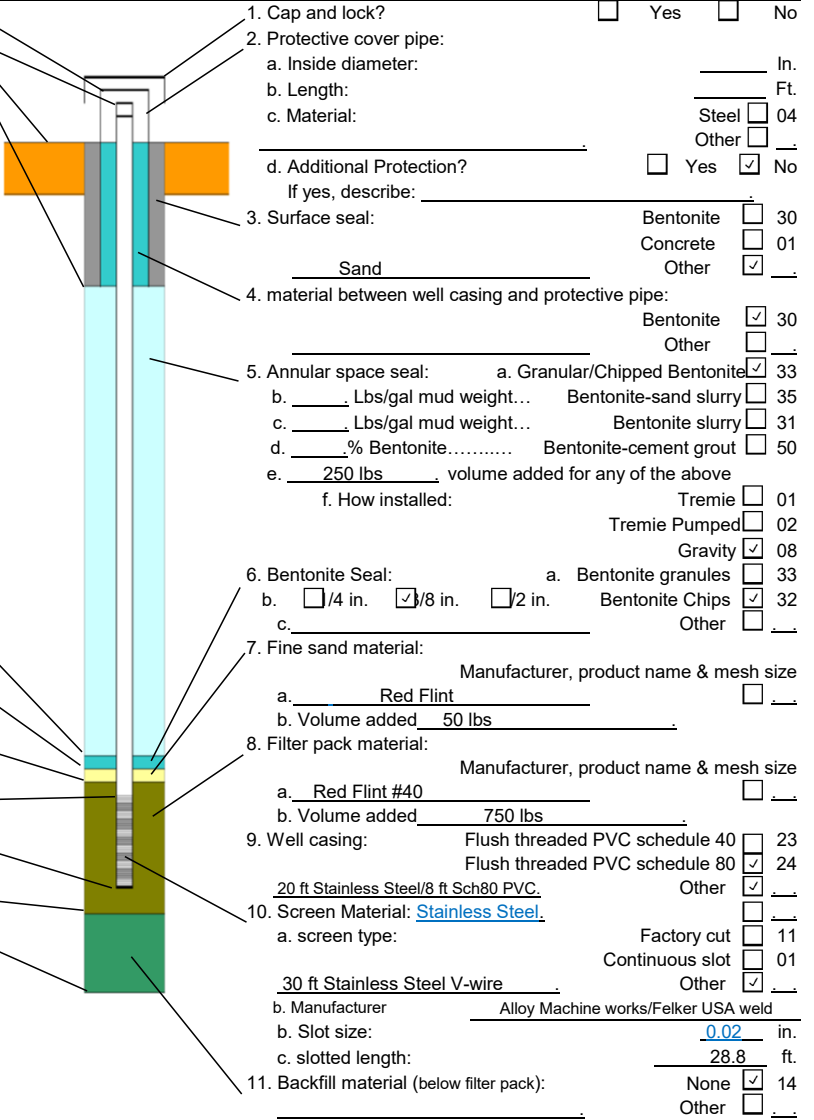 1. Cap and lock? ☐ Yes ☐ No
2. Protective cover pipe:
a. Inside diameter: ______ In.
b. Length: ______ Ft.
c. Material: Steel ☐ 04
Other ☐ _._
______.
d. Additional Protection? ☐ Yes ☑ No
If yes, describe: ______.
3. Surface seal: Bentonite ☐ 30
Concrete ☐ 01
Sand Other ☑ _._
4. material between well casing and protective pipe:
Bentonite ☑ 30
______ Other ☐ _._
5. Annular space seal: a. Granular/Chipped Bentonite ☑ 33
b. ______. Lbs/gal mud weight… Bentonite-sand slurry ☐ 35
c. ______. Lbs/gal mud weight… Bentonite slurry ☐ 31
d. ______.% Bentonite…….…. Bentonite-cement grout ☐ 50
e. 250 lbs . volume added for any of the above
f. How installed: Tremie ☐ 01
Tremie Pumped ☐ 02
Gravity ☑ 08
6. Bentonite Seal: a. Bentonite granules ☐ 33
b. ☐/4 in. ☑/8 in. ☐/2 in. Bentonite Chips ☑ 32
c. ______ Other ☐ _._
7. Fine sand material:
Manufacturer, product name & mesh size
a. Red Flint ☐ _._
b. Volume added 50 lbs .
8. Filter pack material:
Manufacturer, product name & mesh size
a. Red Flint #40 ☐ _._
b. Volume added 750 lbs .
9. Well casing: Flush threaded PVC schedule 40 ☐ 23
Flush threaded PVC schedule 80 ☑ 24
20 ft Stainless Steel/8 ft Sch80 PVC. Other ☑ _._
10. Screen Material: Stainless Steel. ☐ _._
a. screen type: Factory cut ☐ 11
Continuous slot ☐ 01
30 ft Stainless Steel V-wire . Other ☑ _._
b. Manufacturer Alloy Machine works/Felker USA weld
b. Slot size: 0.02 in.
c. slotted length: 28.8 ft.
11. Backfill material (below filter pack): None ☑ 14
______. Other ☐ _._